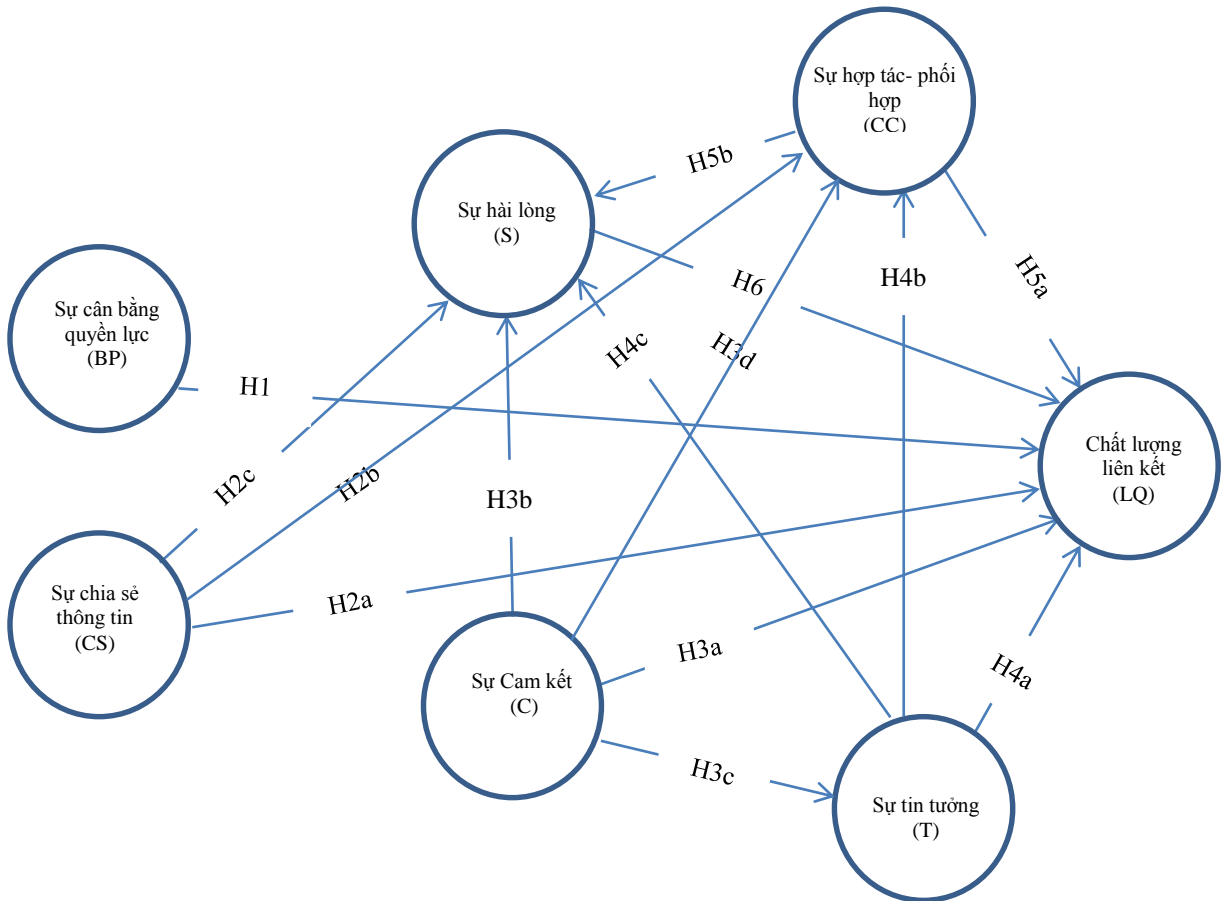 Sự hợp tác- phối
hợp
(CC)
H5b
Sự hài lòng
(S)
H6
H4b
H5a
Sự cân bằng
quyền lực
(BP)
H1
H4c
H3d
Chất lượng
liên kết
(LQ)
H2c
H2b
H3b
Sự chia sẻ
thông tin
(CS)
H2a
H3a
H4a
Sự Cam kết
(C)
H3c
Sự tin tưởng
(T)